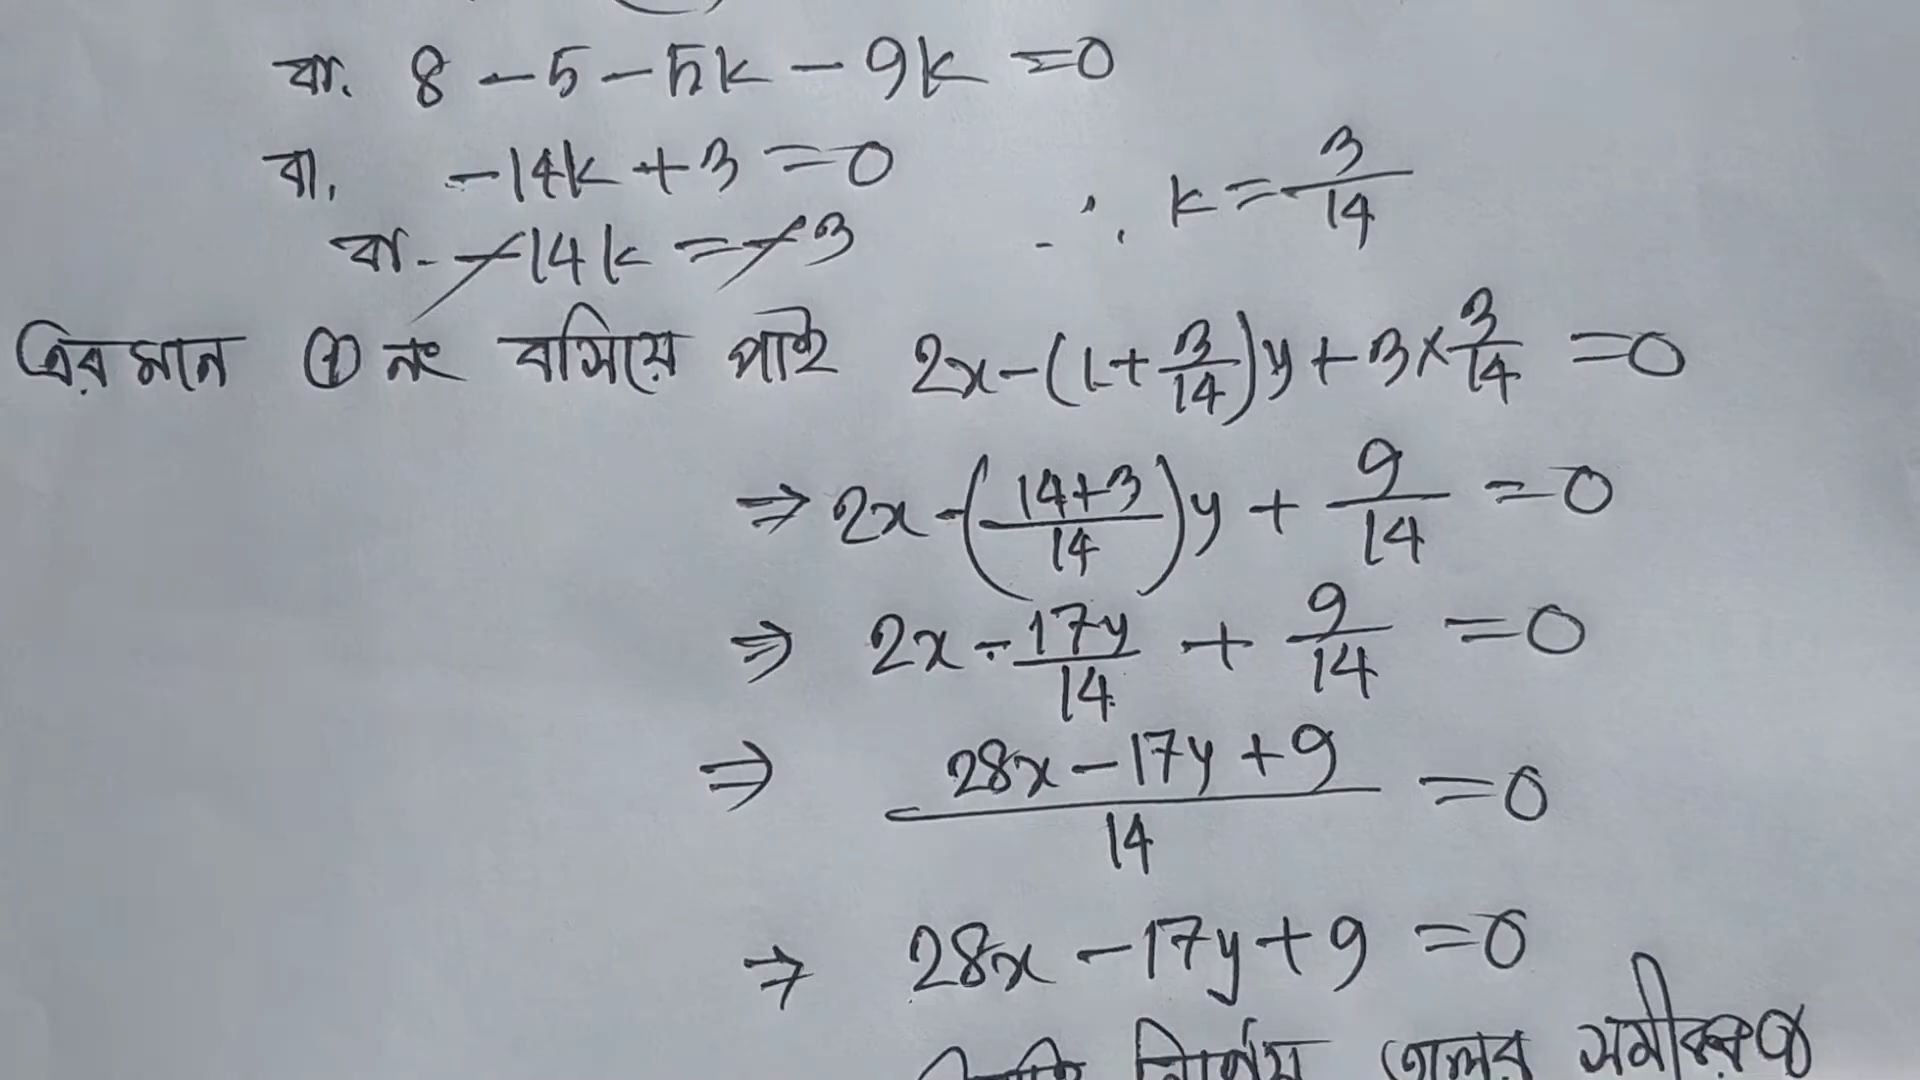 বা. 8 - 5 - 5k - 9k = 0
বা, -14k + 3 = 0
∴ k = 3/14
বা. -14k = -3
এর মান ① নং বসিয়ে পাই 2x - (1 + 3/14)y + 3 × 3/14 = 0
⇒ 2x - (14+3/14)y + 9/14 = 0
⇒ 2x - 17y/14 + 9/14 = 0
⇒ 28x - 17y + 9/14 = 0
⇒ 28x - 17y + 9 = 0
নির্ণেয় তলের সমীকরণ